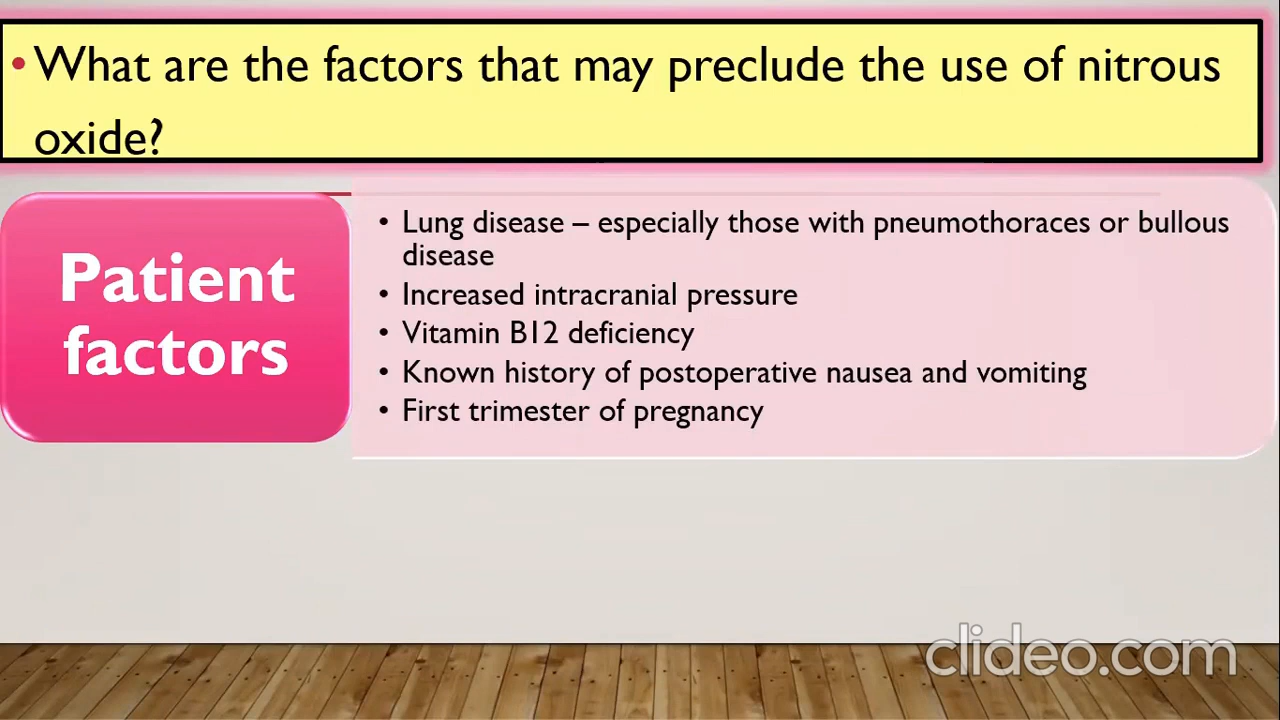 • What are the factors that may preclude the use of nitrous
oxide?
Patient
factors
• Lung disease – especially those with pneumothoraces or bullous
disease
• Increased intracranial pressure
• Vitamin B12 deficiency
• Known history of postoperative nausea and vomiting
• First trimester of pregnancy
clideo.com